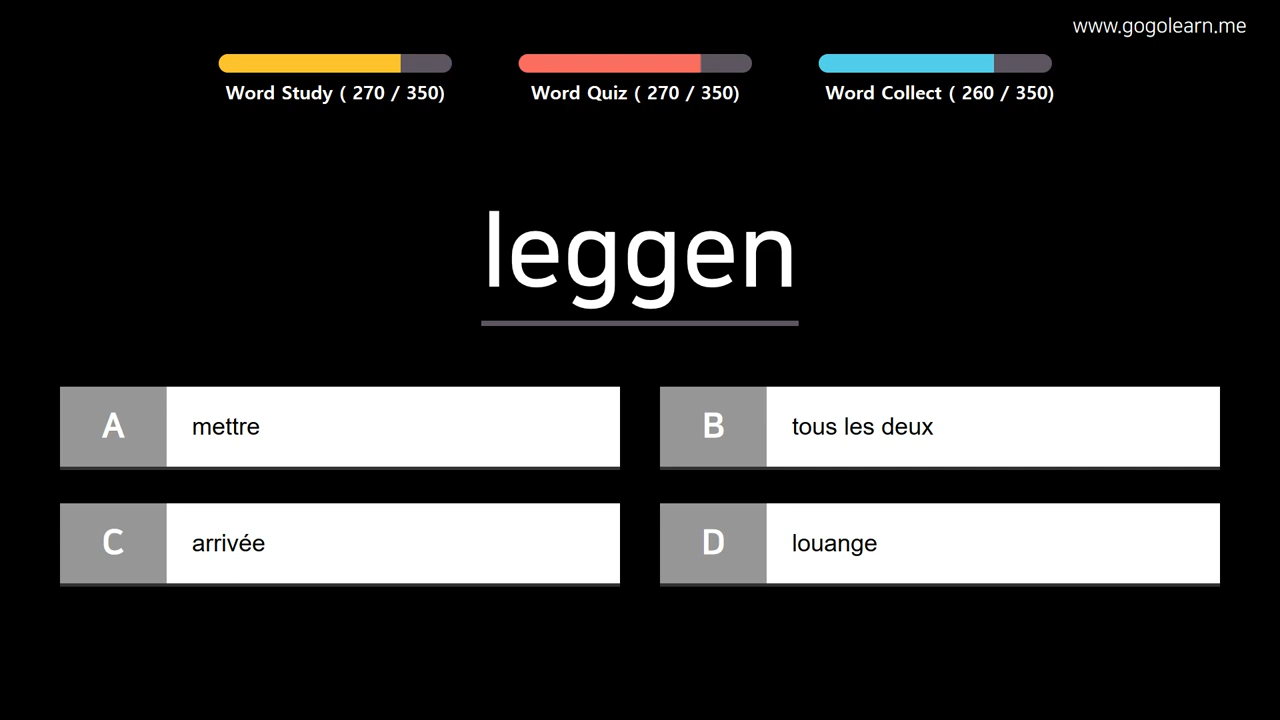 www.gogolearn.me
Word Study ( 270 / 350)
Word Quiz ( 270 / 350)
Word Collect ( 260 / 350)
leggen
A mettre
B tous les deux
C arrivée
D louange